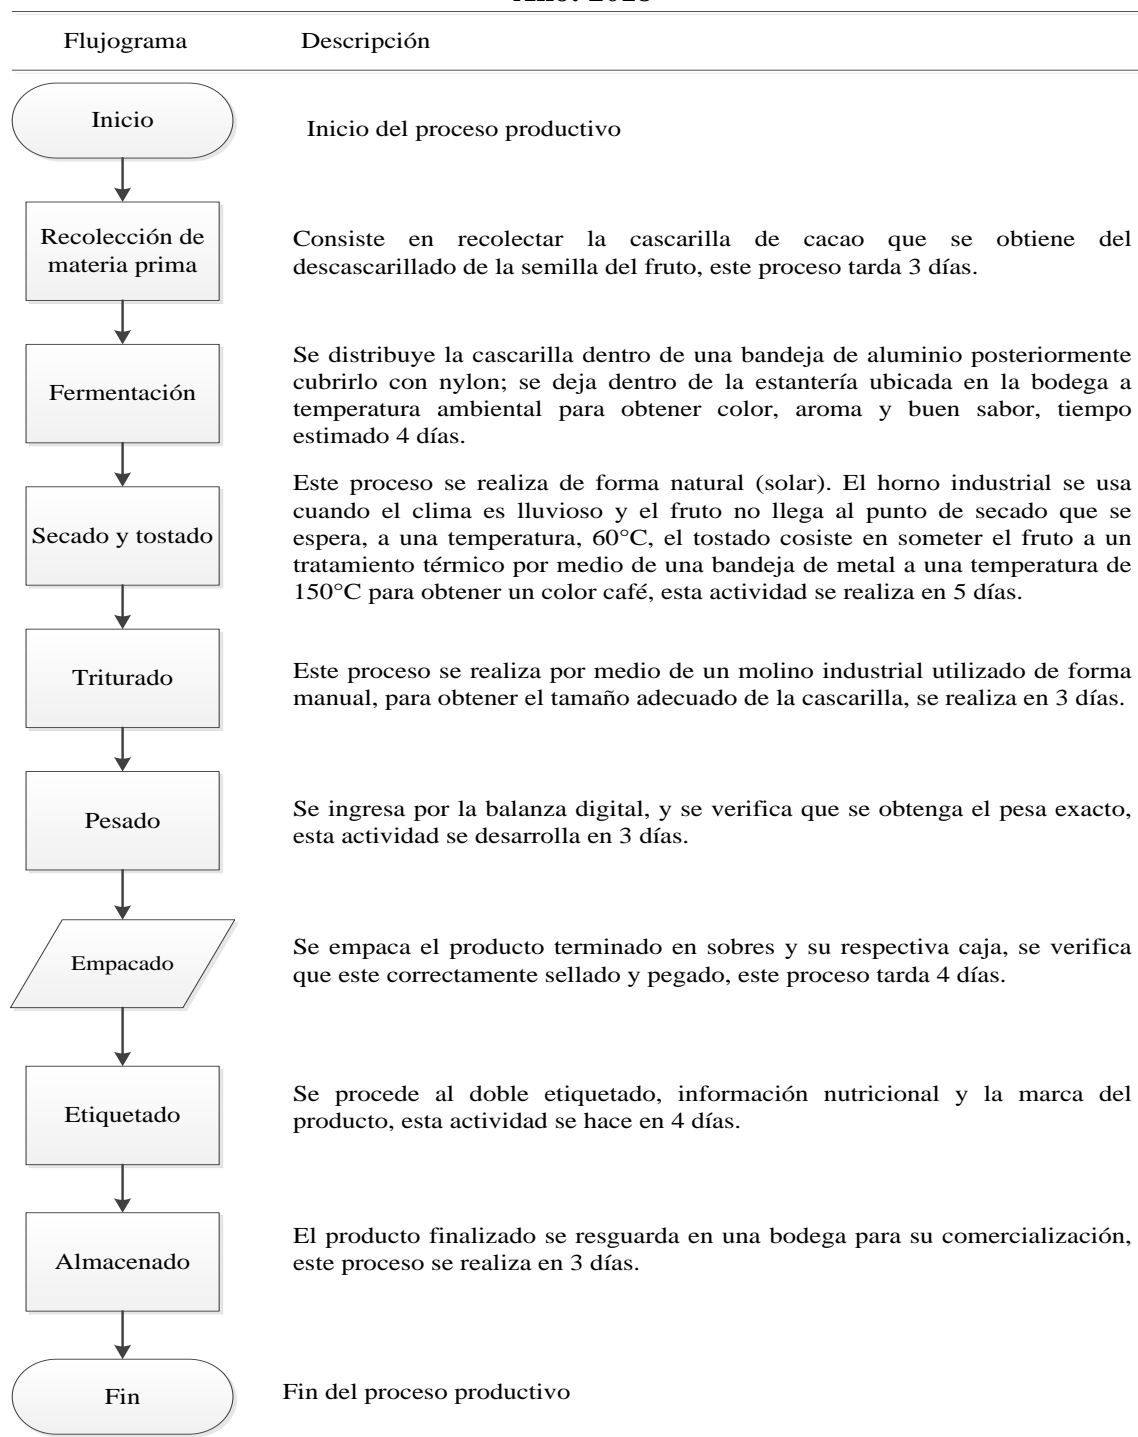 Flujograma Descripción
Inicio
Inicio del proceso productivo
Recolección de
materia prima
Consiste en recolectar la cascarilla de cacao que se obtiene del
descascarillado de la semilla del fruto, este proceso tarda 3 días.
Fermentación
Se distribuye la cascarilla dentro de una bandeja de aluminio posteriormente
cubrirlo con nylon; se deja dentro de la estantería ubicada en la bodega a
temperatura ambiental para obtener color, aroma y buen sabor, tiempo
estimado 4 días.
Secado y tostado
Este proceso se realiza de forma natural (solar). El horno industrial se usa
cuando el clima es lluvioso y el fruto no llega al punto de secado que se
espera, a una temperatura, 60°C, el tostado cosiste en someter el fruto a un
tratamiento térmico por medio de una bandeja de metal a una temperatura de
150°C para obtener un color café, esta actividad se realiza en 5 días.
Triturado
Este proceso se realiza por medio de un molino industrial utilizado de forma
manual, para obtener el tamaño adecuado de la cascarilla, se realiza en 3 días.
Pesado
Se ingresa por la balanza digital, y se verifica que se obtenga el pesa exacto,
esta actividad se desarrolla en 3 días.
Empacado
Se empaca el producto terminado en sobres y su respectiva caja, se verifica
que este correctamente sellado y pegado, este proceso tarda 4 días.
Etiquetado
Se procede al doble etiquetado, información nutricional y la marca del
producto, esta actividad se hace en 4 días.
Almacenado
El producto finalizado se resguarda en una bodega para su comercialización,
este proceso se realiza en 3 días.
Fin
Fin del proceso productivo